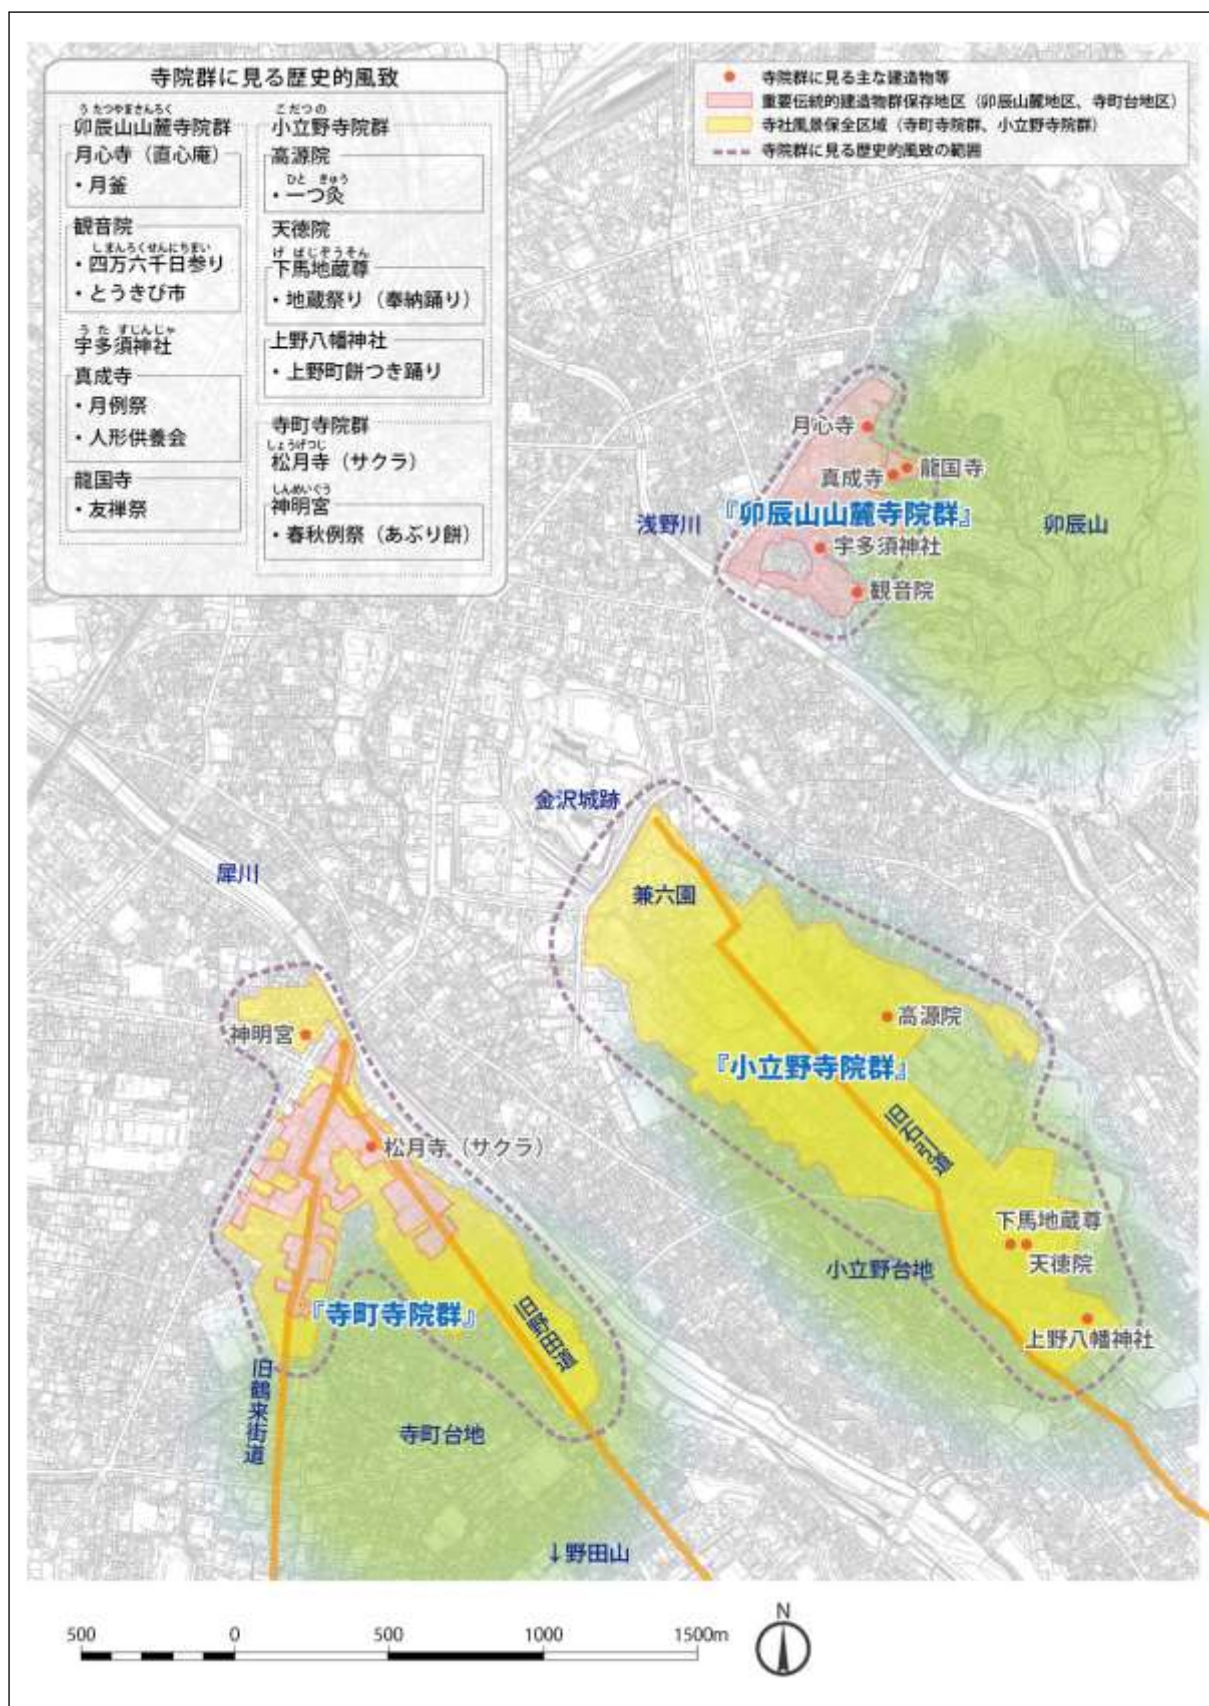 寺院群に見る歴史的風致
うたつやまさんろく
卯辰山山麓寺院群
月心寺（直心庵）
・月釜
観音院
しまんろくせんにちまい
・四万六千日参り
・とうきび市
うたすじんじゃ
宇多須神社
真成寺
・月例祭
・人形供養会
龍国寺
・友禅祭
こだつの
小立野寺院群
高源院
ひときゅう
・一つ灸
天徳院
げばじぞうそん
下馬地蔵尊
・地蔵祭り（奉納踊り）
上野八幡神社
・上野町餅つき踊り
寺町寺院群
しょうげつじ
松月寺（サクラ）
しんめいぐう
神明宮
・春秋例祭（あぶり餅）
寺院群に見る主な建造物等
重要伝統的建造物群保存地区（卯辰山麓地区、寺町台地区）
寺社風景保全区域（寺町寺院群、小立野寺院群）
寺院群に見る歴史的風致の範囲
月心寺
龍国寺
真成寺
浅野川
『卯辰山山麓寺院群』
卯辰山
宇多須神社
観音院
金沢城跡
犀川
兼六園
高源院
神明宮
『小立野寺院群』
旧石引道
松月寺（サクラ）
下馬地蔵尊
天徳院
小立野台地
上野八幡神社
『寺町寺院群』
旧野田道
旧鶴来街道
寺町台地
↓野田山
500 0 500 1000 1500m
N